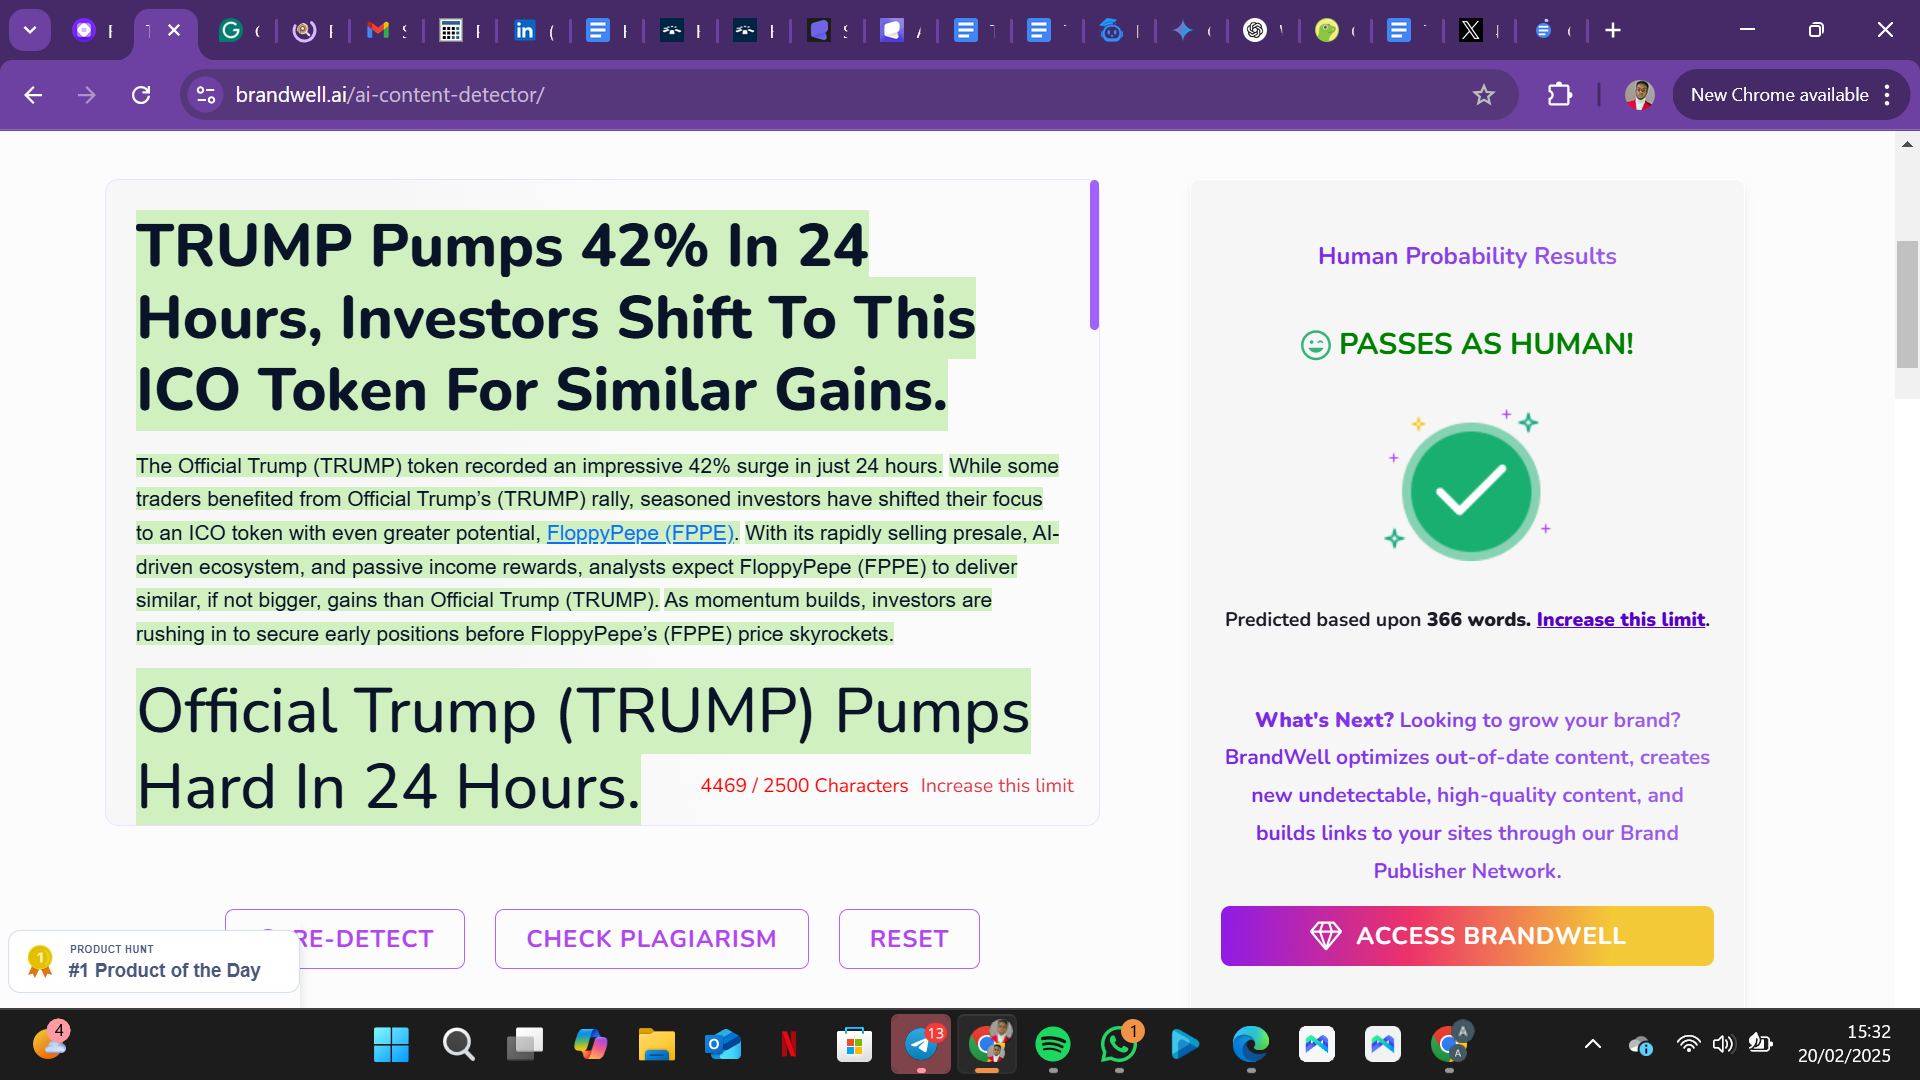 New Chrome available
brandwell.ai/ai-content-detector/
TRUMP Pumps 42% In 24
Hours, Investors Shift To This
ICO Token For Similar Gains.
The Official Trump (TRUMP) token recorded an impressive 42% surge in just 24 hours. While some
traders benefited from Official Trump’s (TRUMP) rally, seasoned investors have shifted their focus
to an ICO token with even greater potential, FloppyPepe (FPPE). With its rapidly selling presale, AI-
driven ecosystem, and passive income rewards, analysts expect FloppyPepe (FPPE) to deliver
similar, if not bigger, gains than Official Trump (TRUMP). As momentum builds, investors are
rushing in to secure early positions before FloppyPepe’s (FPPE) price skyrockets.
Official Trump (TRUMP) Pumps
Hard In 24 Hours.
4469 / 2500 Characters Increase this limit
RE-DETECT
CHECK PLAGIARISM
RESET
PRODUCT HUNT
#1 Product of the Day
Human Probability Results
PASSES AS HUMAN!
Predicted based upon 366 words. Increase this limit.
What's Next? Looking to grow your brand?
BrandWell optimizes out-of-date content, creates
new undetectable, high-quality content, and
builds links to your sites through our Brand
Publisher Network.
ACCESS BRANDWELL
4
13
1
15:32
20/02/2025